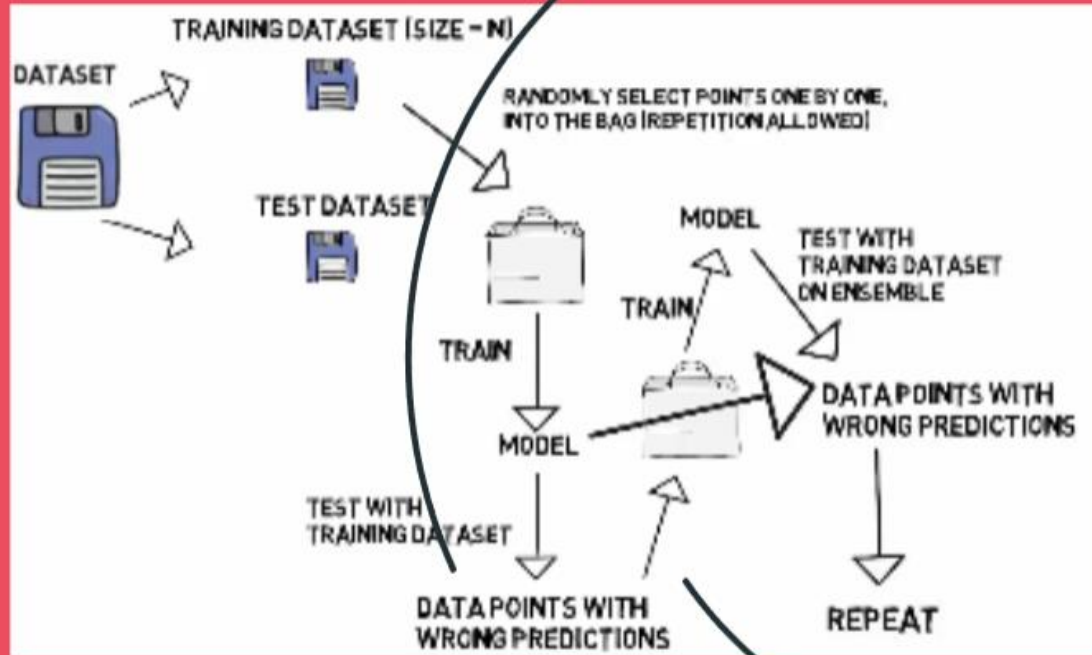 TRAINING DATASET (SIZE - N)
DATASET
RANDOMLY SELECT POINTS ONE BY ONE,
INTO THE BAG (REPETITION ALLOWED)
TEST DATASET
MODEL
TEST WITH
TRAINING DATASET
ON ENSEMBLE
TRAIN
TRAIN
DATA POINTS WITH
WRONG PREDICTIONS
MODEL
TEST WITH
TRAINING DATASET
DATA POINTS WITH
WRONG PREDICTIONS
REPEAT